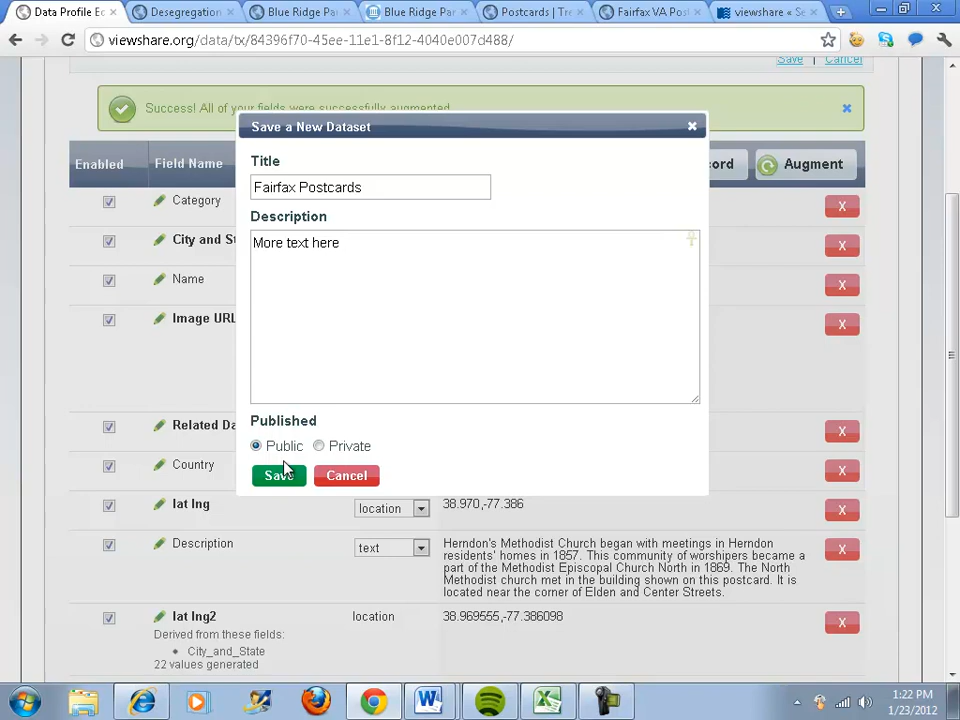 Data Profile Ec
Desegregation
Blue Ridge Par
Blue Ridge Par
Postcards | Tre
Fairfax VA Pos
viewshare « Se
viewshare.org/data/tx/84396f70-45ee-11e1-8f12-4040e007d488/
Save | Cancel
Success! All of your fields were successfully augmented.
Save a New Dataset
Enabled
Field Name
Augment
Title
Fairfax Postcards
Description
More text here
Category
X
City and St
X
Name
X
Image URL
X
Published
Public Private
Save Cancel
Related Da
X
Country
X
lat lng
location
38.970,-77.386
X
Description
text
Herndon's Methodist Church began with meetings in Herndon
residents' homes in 1857. This community of worshipers became a
part of the Methodist Episcopal Church North in 1869. The North
Methodist church met in the building shown on this postcard. It is
located near the corner of Elden and Center Streets.
X
lat lng2
location
38.969555,-77.386098
X
Derived from these fields:
• City_and_State
22 values generated
1:22 PM
1/23/2012